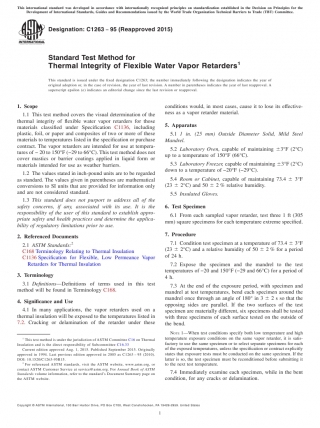 This international standard was developed in accordance with internationally recognized principles on standardization established in the Decision on Principles for the
Development of International Standards, Guides and Recommendations issued by the World Trade Organization Technical Barriers to Trade (TBT) Committee.
Designation: C1263 − 95 (Reapproved 2015)
INTERNATIONAL
Standard Test Method for
Thermal Integrity of Flexible Water Vapor Retarders1
This standard is issued under the fixed designation C1263; the number immediately following the designation indicates the year of
original adoption or, in the case of revision, the year of last revision. A number in parentheses indicates the year of last reapproval. A
superscript epsilon (ε) indicates an editorial change since the last revision or reapproval.
1. Scope
1.1 This test method covers the visual determination of the
thermal integrity of flexible water vapor retarders for those
materials classified under Specification C1136, including
plastic, foil, or paper and composites of two or more of these
materials to temperatures listed in the specification or purchase
contract. The vapor retarders are intended for use at tempera-
tures of − 20 to 150°F (−29 to 66°C). This test method does not
cover mastics or barrier coatings applied in liquid form or
materials intended for use as weather barriers.
1.2 The values stated in inch-pound units are to be regarded
as standard. The values given in parentheses are mathematical
conversions to SI units that are provided for information only
and are not considered standard.
1.3 This standard does not purport to address all of the
safety concerns, if any, associated with its use. It is the
responsibility of the user of this standard to establish appro-
priate safety and health practices and determine the applica-
bility of regulatory limitations prior to use.
2. Referenced Documents
2.1 ASTM Standards:2
C168 Terminology Relating to Thermal Insulation
C1136 Specification for Flexible, Low Permeance Vapor
Retarders for Thermal Insulation
3. Terminology
3.1 Definitions—Definitions of terms used in this test
method will be found in Terminology C168.
4. Significance and Use
4.1 In many applications, the vapor retarders used on a
thermal insulation will be exposed to the temperatures listed in
7.2. Cracking or delamination of the retarder under these
1 This test method is under the jurisdiction of ASTM Committee C16 on Thermal
Insulation and is the direct responsibility of Subcommittee C16.33
Current edition approved Aug. 1, 2015. Published September 2015. Originally
approved in 1994. Last previous edition approved in 2010 as C1263 – 95 (2010).
2 For referenced ASTM standards, visit the ASTM website, www.astm.org, or
contact ASTM Customer Service at service@astm.org. For Annual Book of ASTM
Standards volume information, refer to the standard's Document Summary page on
the ASTM website.
conditions would, in most cases, cause it to lose its effective-
ness as a vapor retarder material.
5. Apparatus
5.1 1 in. (25 mm) Outside Diameter Solid, Mild Steel
Mandrel.
5.2 Laboratory Oven, capable of maintaining ±3°F (2°C)
up to a temperature of 150°F (66°C).
5.3 Laboratory Freezer, capable of maintaining ±3°F (2°C)
down to a temperature of −20°F (−29°C).
5.4 Room or Cabinet, capable of maintaining 73.4 ± 3°F
(23 ± 2°C) and 50 ± 2 % relative humidity.
5.5 Insulated Gloves.
6. Test Specimen
6.1 From each sampled vapor retarder, test three 1 ft (305
mm) square specimens for each temperature extreme specified.
7. Procedure
7.1 Condition test specimen at a temperature of 73.4 ± 3°F
(23 ± 2°C) and a relative humidity of 50 ± 2 % for a period
of 24 h.
7.2 Expose the specimen and the mandrel to the test
temperatures of −20 and 150°F (−29 and 66°C) for a period of
4 h.
7.3 At the end of the exposure period, with specimen and
mandrel at test temperatures, bend each specimen around the
mandrel once through an angle of 180° in 3 ± 2 s so that the
opposing sides are parallel. If the two surfaces of the test
specimen are materially different, six specimens shall be tested
with three specimens of each surface tested on the outside of
the bend.
NOTE 1—When test conditions specify both low temperature and high
temperature exposure conditions on the same vapor retarder, it is satis-
factory to use the same specimen or to select separate specimens for each
of the exposed temperatures, unless the specification or contract explicitly
states that exposure tests must be conducted on the same specimen. If the
latter is so, the test specimen must be reconditioned before submitting it
to the next test temperature.
7.4 Immediately examine each specimen, while in the bent
condition, for any cracks or delamination.
Copyright © ASTM International, 100 Barr Harbor Drive, PO Box C700, West Conshohocken, PA 19428-2959. United States
1